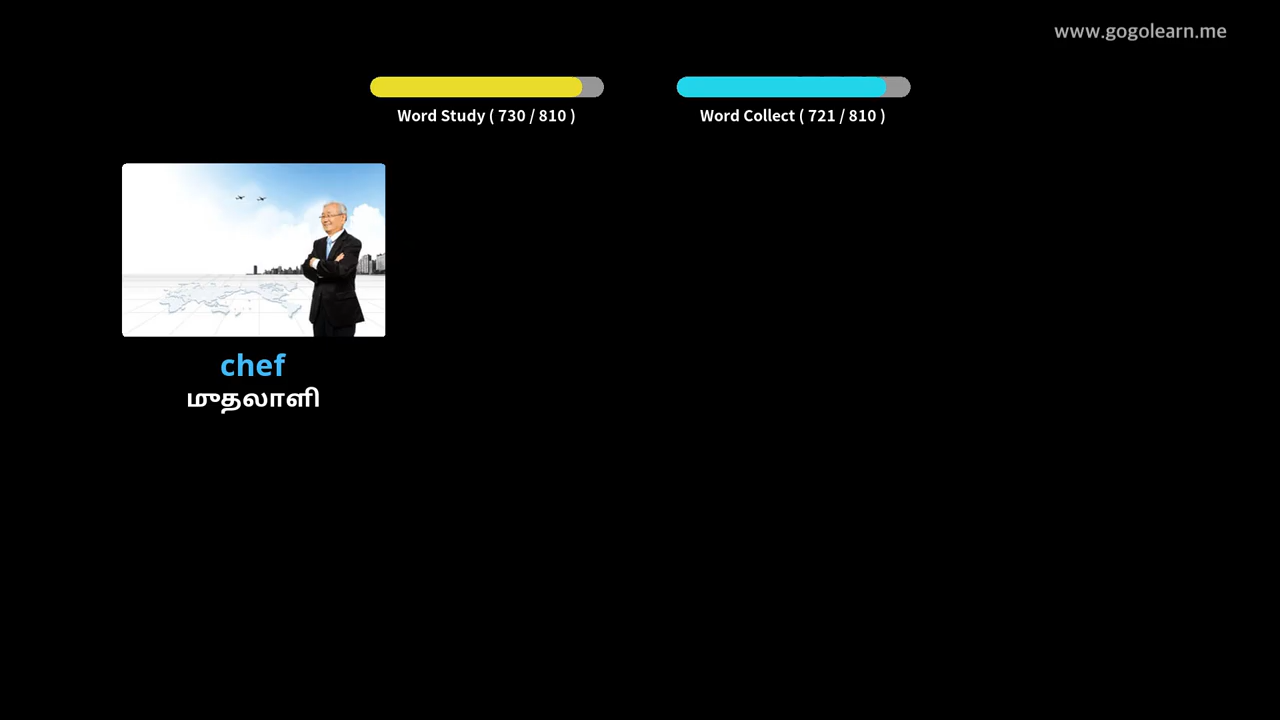 www.gogolearn.me
Word Study ( 730 / 810 )
Word Collect ( 721 / 810 )
chef
முதலாளி